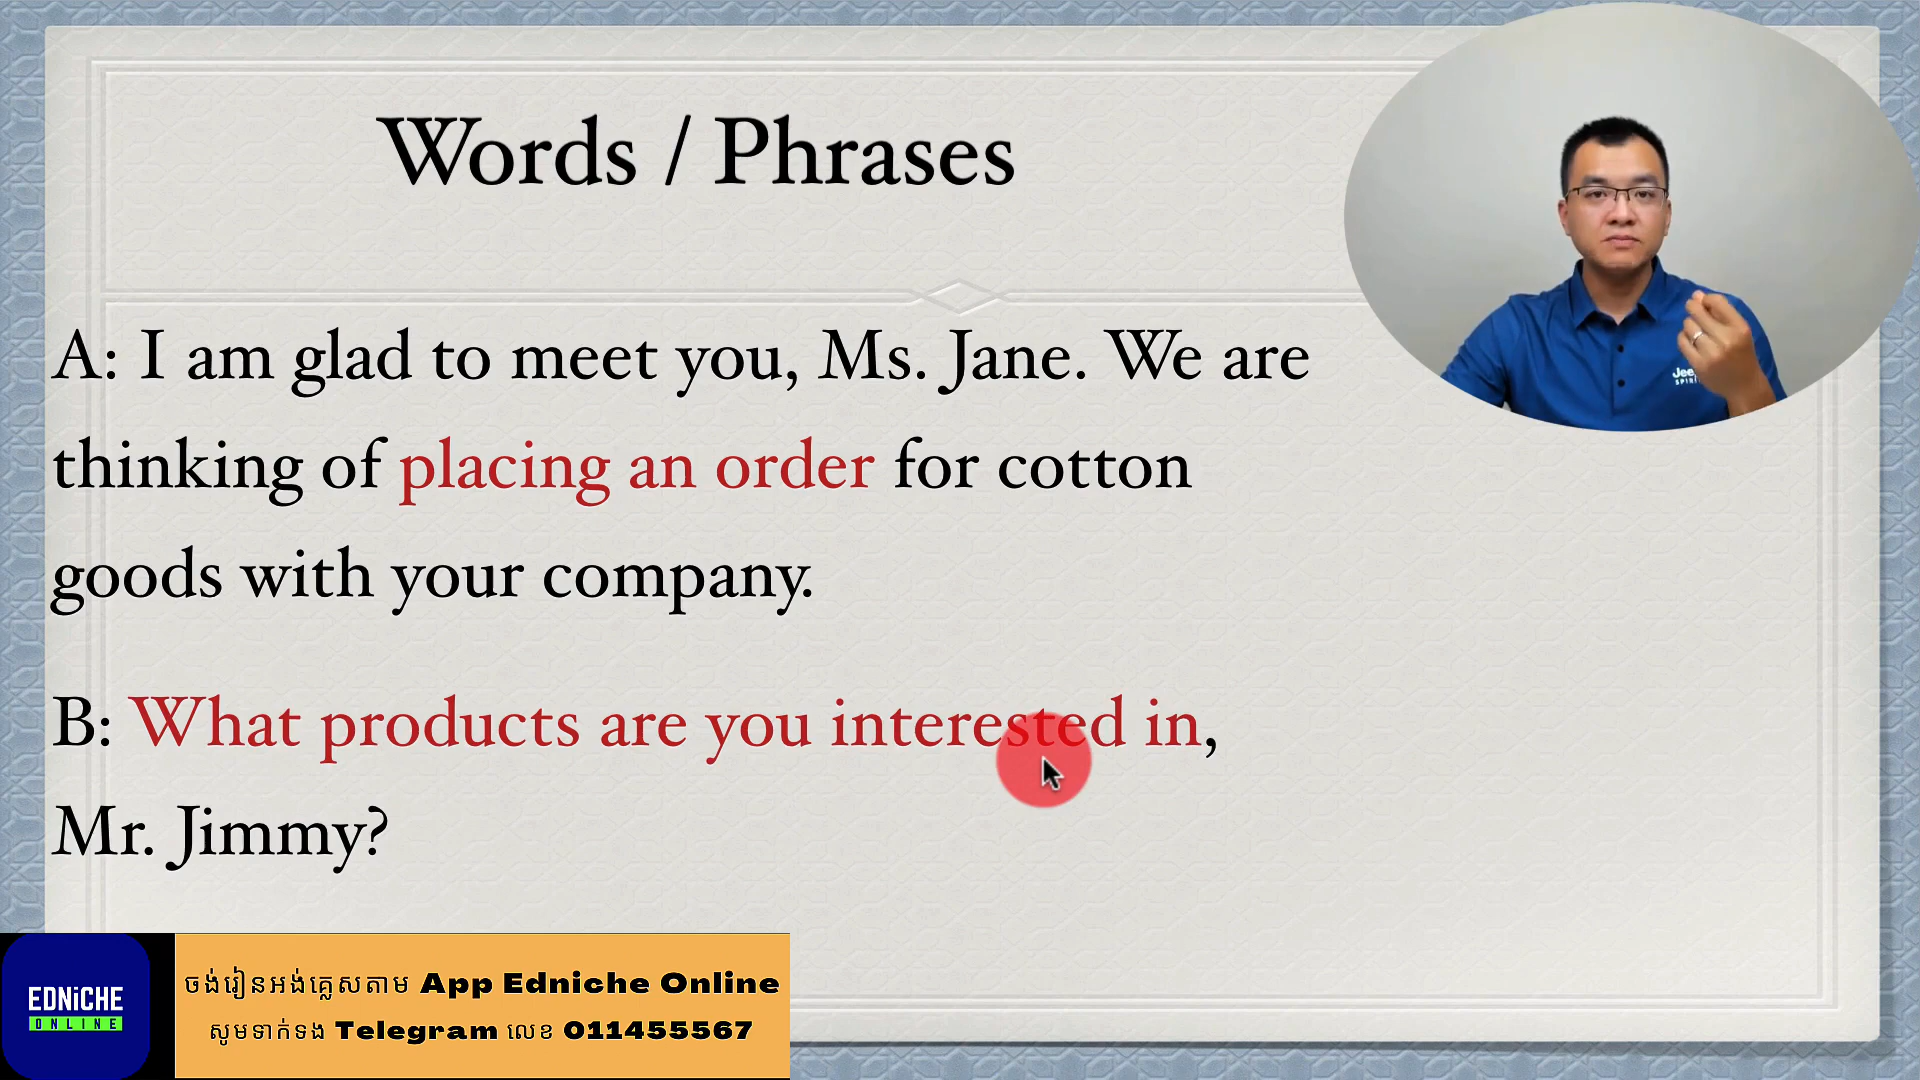 Words / Phrases
A: I am glad to meet you, Ms. Jane. We are
thinking of placing an order for cotton
goods with your company.
B: What products are you interested in,
Mr. Jimmy?
EDNiCHE
ONLINE
ចង់រៀនអង់គ្លេសតាម App Edniche Online
សូមទាក់ទង Telegram លេខ 011455567